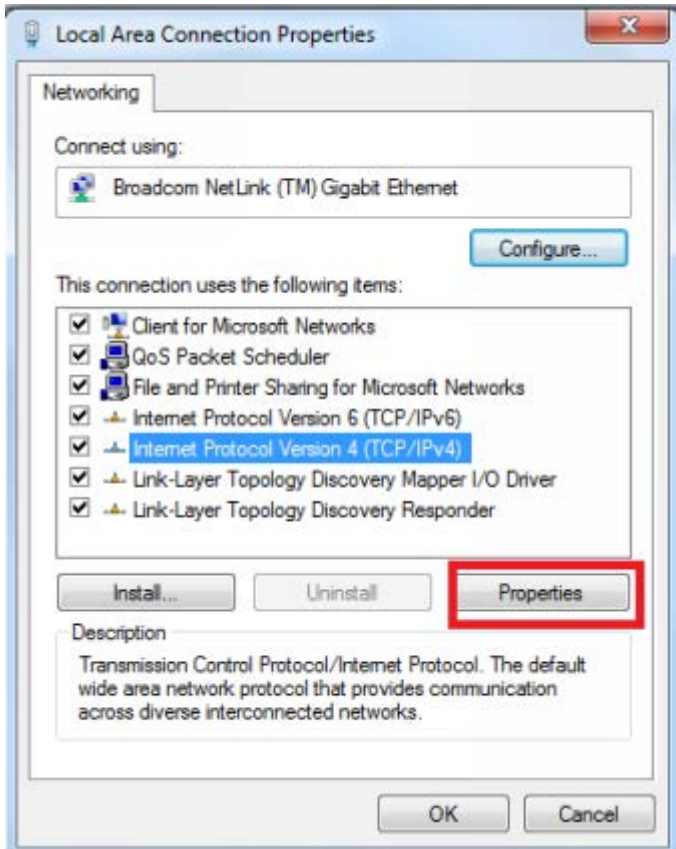 Local Area Connection Properties
Networking
Connect using:
Broadcom NetLink (TM) Gigabit Ethernet
Configure...
This connection uses the following items:
Client for Microsoft Networks
QoS Packet Scheduler
File and Printer Sharing for Microsoft Networks
Internet Protocol Version 6 (TCP/IPv6)
Internet Protocol Version 4 (TCP/IPv4)
Link-Layer Topology Discovery Mapper I/O Driver
Link-Layer Topology Discovery Responder
Install... Uninstall Properties
Description
Transmission Control Protocol/Internet Protocol. The default
wide area network protocol that provides communication
across diverse interconnected networks.
OK Cancel